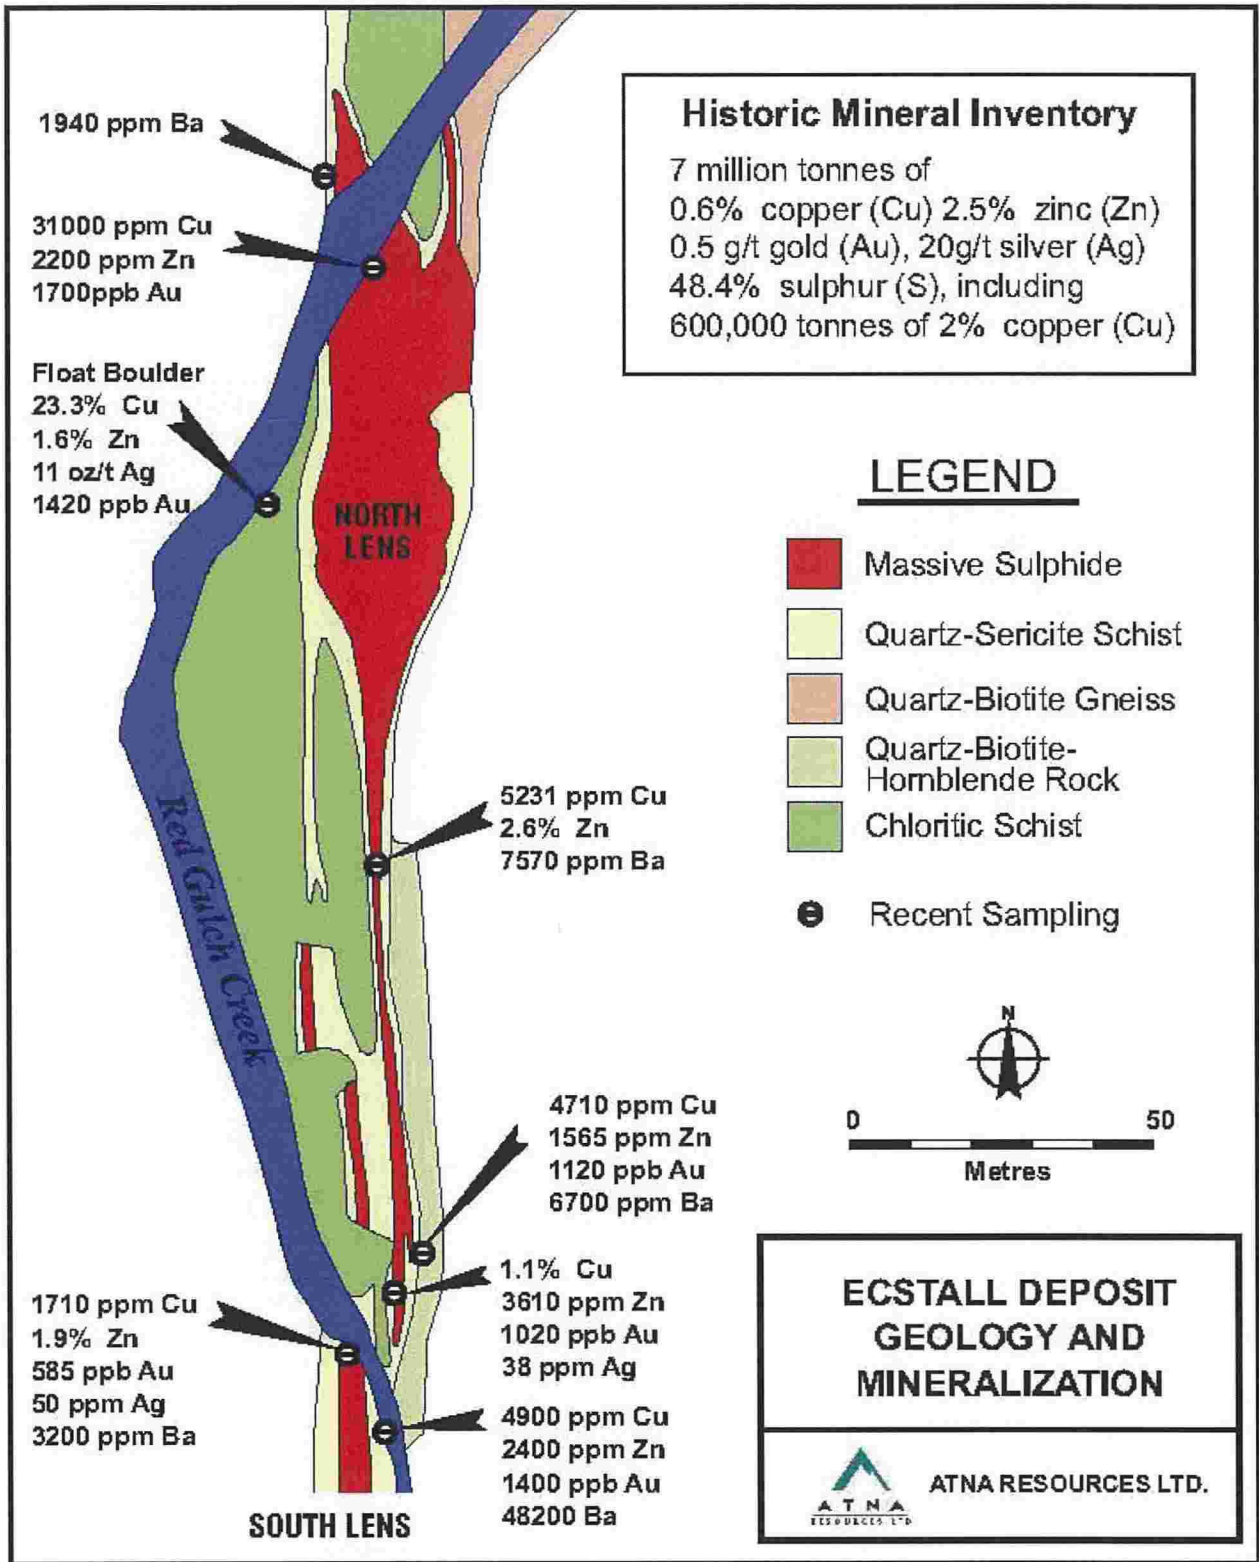 1940 ppm Ba
31000 ppm Cu
2200 ppm Zn
1700ppb Au
Float Boulder
23.3% Cu
1.6% Zn
11 oz/t Ag
1420 ppb Au
NORTH
LENS
Red Gulch Creek
5231 ppm Cu
2.6% Zn
7570 ppm Ba
4710 ppm Cu
1565 ppm Zn
1120 ppb Au
6700 ppm Ba
1.1% Cu
3610 ppm Zn
1020 ppb Au
38 ppm Ag
1710 ppm Cu
1.9% Zn
585 ppb Au
50 ppm Ag
3200 ppm Ba
4900 ppm Cu
2400 ppm Zn
1400 ppb Au
48200 Ba
SOUTH LENS
Historic Mineral Inventory
7 million tonnes of
0.6% copper (Cu) 2.5% zinc (Zn)
0.5 g/t gold (Au), 20g/t silver (Ag)
48.4% sulphur (S), including
600,000 tonnes of 2% copper (Cu)
LEGEND
Massive Sulphide
Quartz-Sericite Schist
Quartz-Biotite Gneiss
Quartz-Biotite-
Hornblende Rock
Chloritic Schist
Recent Sampling
N
0 50
Metres
ECSTALL DEPOSIT
GEOLOGY AND
MINERALIZATION
ATNA
RESOURCES LTD
ATNA RESOURCES LTD.